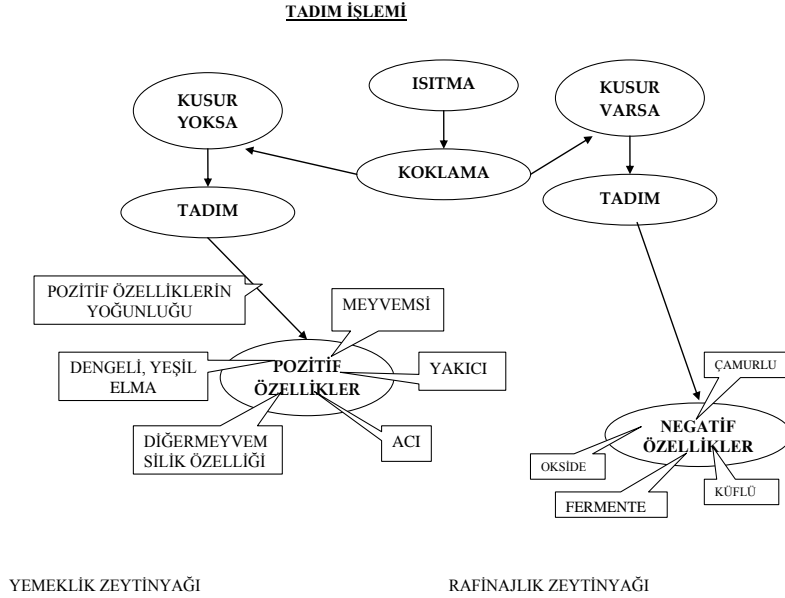 TADIM İŞLEMİ
KUSUR
YOKSA
ISITMA
KUSUR
VARSA
KOKLAMA
TADIM
TADIM
POZİTİF ÖZELLİKLERİN
YOĞUNLUĞU
MEYVEMSİ
DENGELİ, YEŞİL
ELMA
POZİTİF
ÖZELLİKLER
YAKICI
DİĞERMEYVEM
SİLİK ÖZELLİĞİ
ACI
ÇAMURLU
NEGATİF
ÖZELLİKLER
OKSİDE
FERMENTE
KÜFLÜ
YEMEKLİK ZEYTİNYAĞI
RAFİNAJLIK ZEYTİNYAĞI